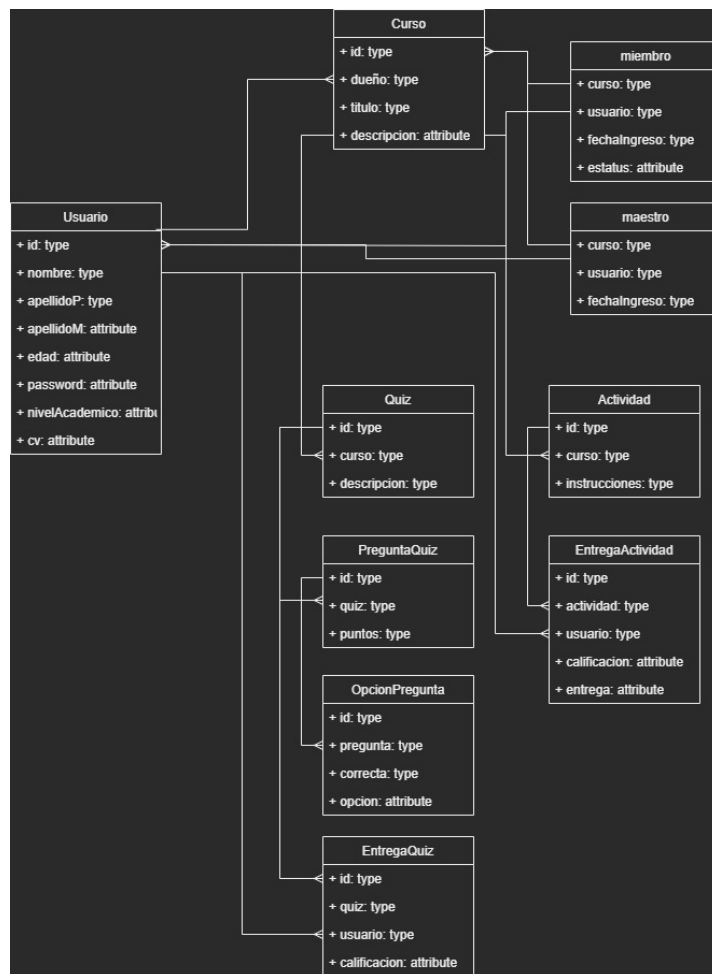 Curso
+ id: type
+ dueño: type
+ titulo: type
+ descripcion: attribute
miembro
+ curso: type
+ usuario: type
+ fechaIngreso: type
+ estatus: attribute
Usuario
+ id: type
+ nombre: type
+ apellidoP: type
+ apellidoM: attribute
+ edad: attribute
+ password: attribute
+ nivelAcademico: attribu
+ cv: attribute
maestro
+ curso: type
+ usuario: type
+ fechaIngreso: type
Quiz
+ id: type
+ curso: type
+ descripcion: type
Actividad
+ id: type
+ curso: type
+ instrucciones: type
PreguntaQuiz
+ id: type
+ quiz: type
+ puntos: type
EntregaActividad
+ id: type
+ actividad: type
+ usuario: type
+ calificacion: attribute
+ entrega: attribute
OpcionPregunta
+ id: type
+ pregunta: type
+ correcta: type
+ opcion: attribute
EntregaQuiz
+ id: type
+ quiz: type
+ usuario: type
+ calificacion: attribute